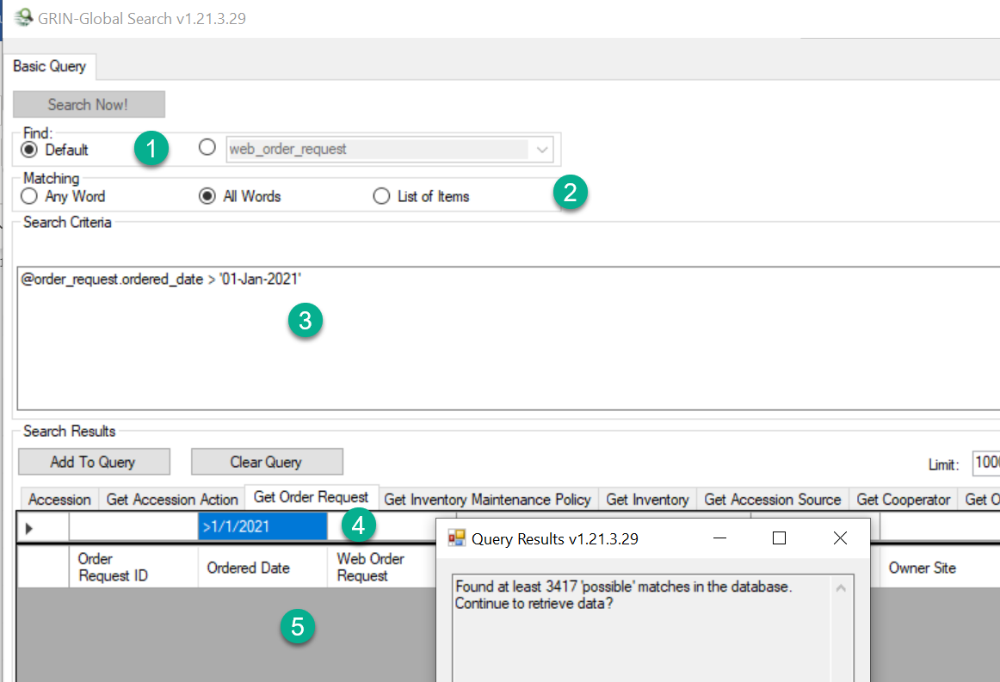 GRIN-Global Search v1.21.3.29
Basic Query
Search Now!
Find:
Default
1
web_order_request
Matching
Any Word
All Words
List of Items
2
Search Criteria
@order_request.ordered_date > '01-Jan-2021'
3
Search Results
Add To Query
Clear Query
Limit:
Accession
Get Accession Action
Get Order Request
Get Inventory Maintenance Policy
Get Inventory
Get Accession Source
Get Cooperator
Get O
>1/1/2021
4
Order
Request ID
Ordered Date
Web Order
Request
Owner Site
5
Query Results v1.21.3.29
Found at least 3417 'possible' matches in the database.
Continue to retrieve data?